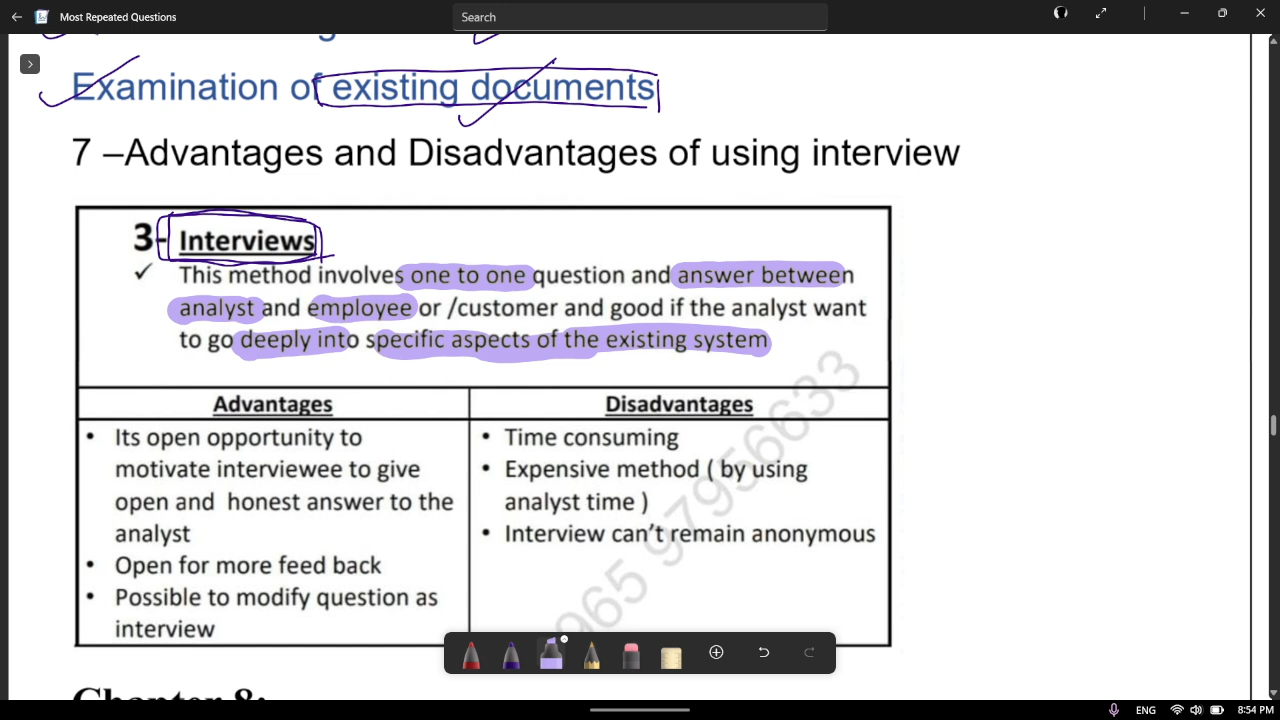 Most Repeated Questions
Search
Examination of existing documents
7 –Advantages and Disadvantages of using interview
3- Interviews
✓ This method involves one to one question and answer between
analyst and employee or /customer and good if the analyst want
to go deeply into specific aspects of the existing system
Advantages
• Its open opportunity to
motivate interviewee to give
open and honest answer to the
analyst
• Open for more feed back
• Possible to modify question as
interview
Disadvantages
• Time consuming
• Expensive method ( by using
analyst time )
• Interview can't remain anonymous
965 97956633
Chapter 8:
ENG
8:54 PM